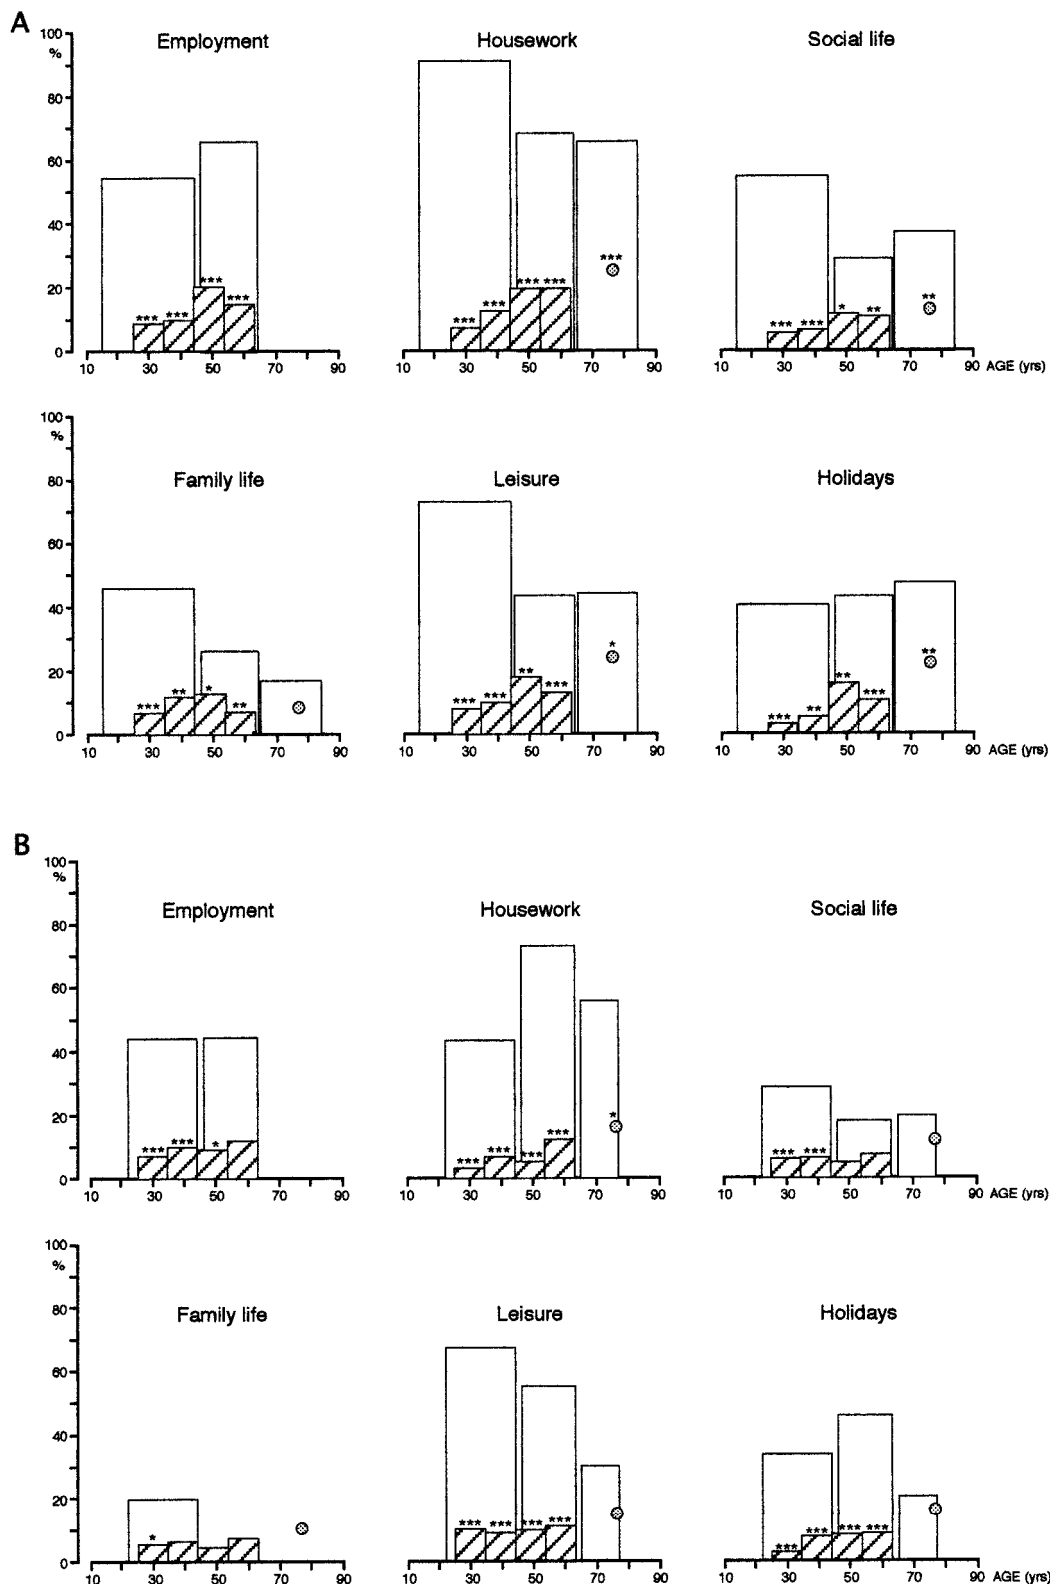 A
Employment Housework Social life
100
%
80
60
40
*** ***
*** *** *** **
20
*** *** *** *** *** *** *** * **
0
10 30 50 70 90 10 30 50 70 90 10 30 50 70 90 AGE (yrs)
100
%
Family life Leisure Holidays
80
60
40
* **
20
*** ** * ** *** *** ** *** *** ** ** ***
0
10 30 50 70 90 10 30 50 70 90 10 30 50 70 90 AGE (yrs)
B
100
%
Employment Housework Social life
80
60
40
20
*** *** * *** *** *** * *** ***
0
10 30 50 70 90 10 30 50 70 90 10 30 50 70 90 AGE (yrs)
100
%
Family life Leisure Holidays
80
60
40
20
* *** *** *** *** *** *** *** ***
0
10 30 50 70 90 10 30 50 70 90 10 30 50 70 90 AGE (yrs)